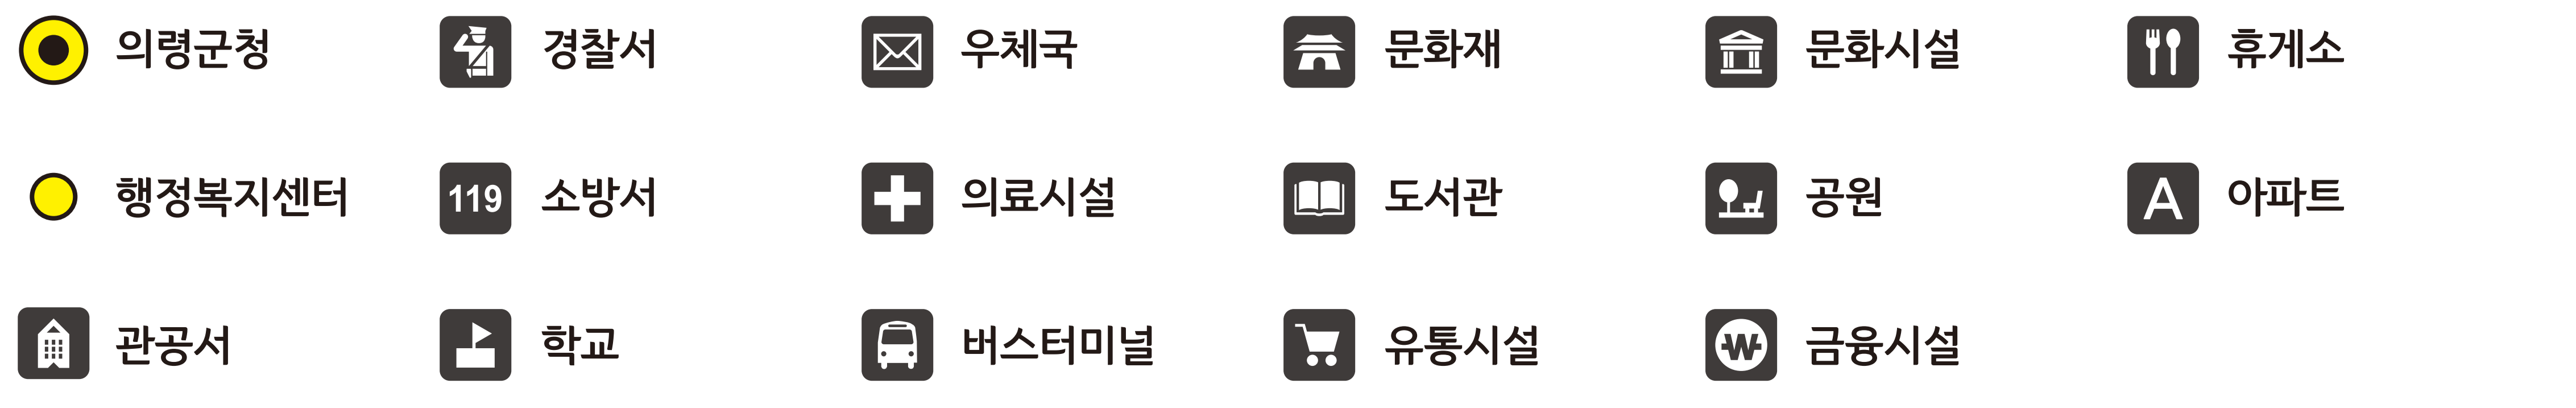 의령군청 경찰서 우체국 문화재 문화시설 휴게소
행정복지센터 119 소방서 의료시설 도서관 공원 A 아파트
관공서 학교 버스터미널 유통시설 ₩ 금융시설